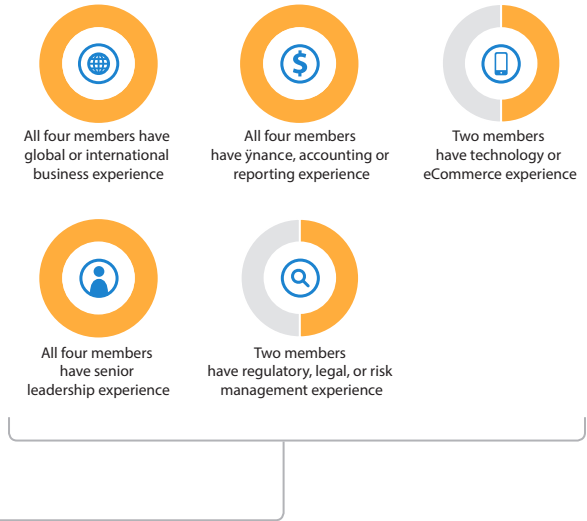 All four members have
global or international
business experience
All four members
have ÿnance, accounting or
reporting experience
Two members
have technology or
eCommerce experience
All four members
have senior
leadership experience
Two members
have regulatory, legal, or risk
management experience